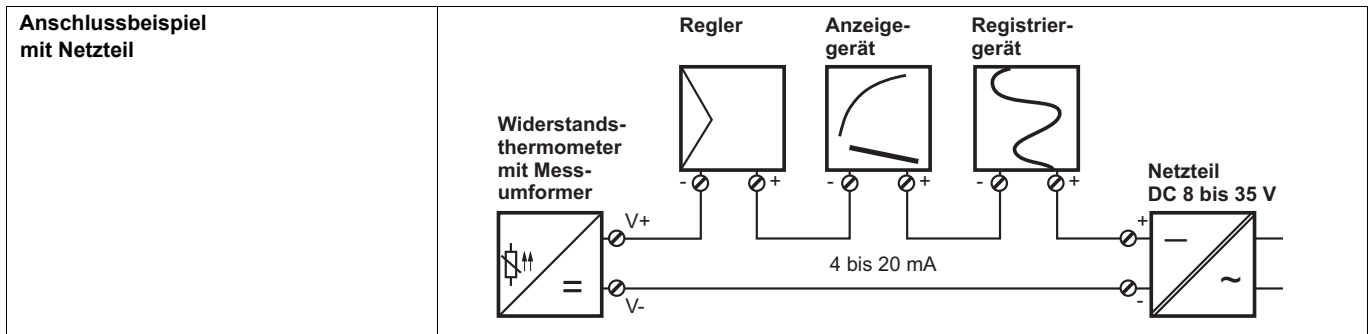 Anschlussbeispiel
mit Netzteil
Regler
Anzeige-
gerät
Registrier-
gerät
Widerstands-
thermometer
mit Mess-
umformer
- +
- +
- +
Netzteil
DC 8 bis 35 V
V+
+
4 bis 20 mA
V-
-